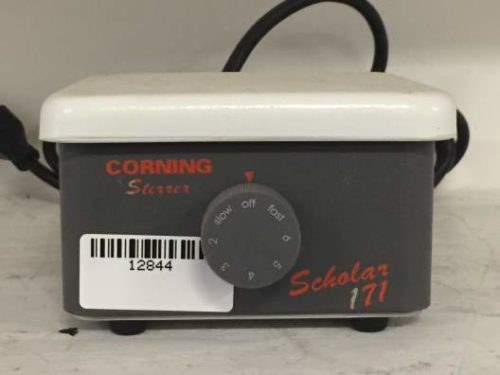 CORNING
Stirrer
off
slow
fast
2
6
3
5
4
12844
Scholar
171